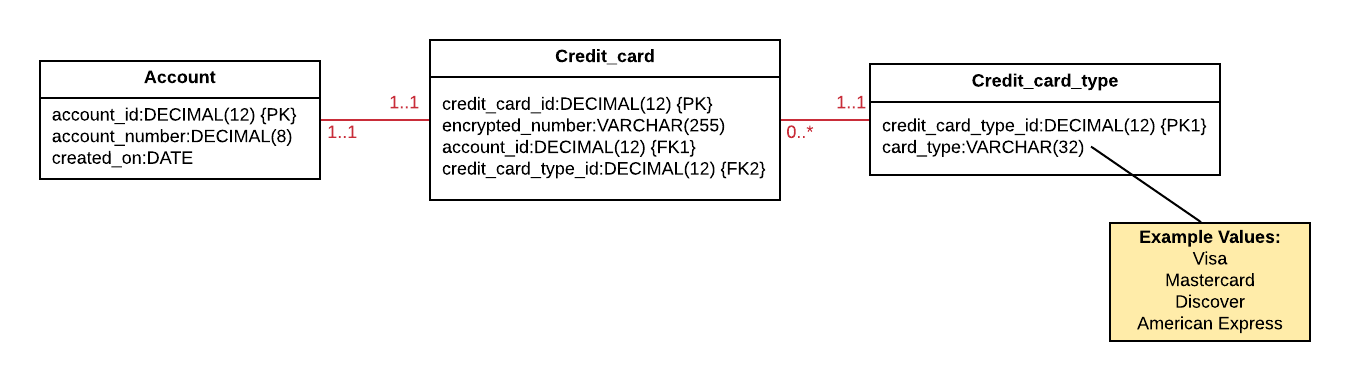 Account
account_id:DECIMAL(12) {PK}
account_number:DECIMAL(8)
created_on:DATE
1..1
1..1
Credit_card
credit_card_id:DECIMAL(12) {PK}
encrypted_number:VARCHAR(255)
account_id:DECIMAL(12) {FK1}
credit_card_type_id:DECIMAL(12) {FK2}
1..1
0..*
Credit_card_type
credit_card_type_id:DECIMAL(12) {PK1}
card_type:VARCHAR(32)
Example Values:
Visa
Mastercard
Discover
American Express